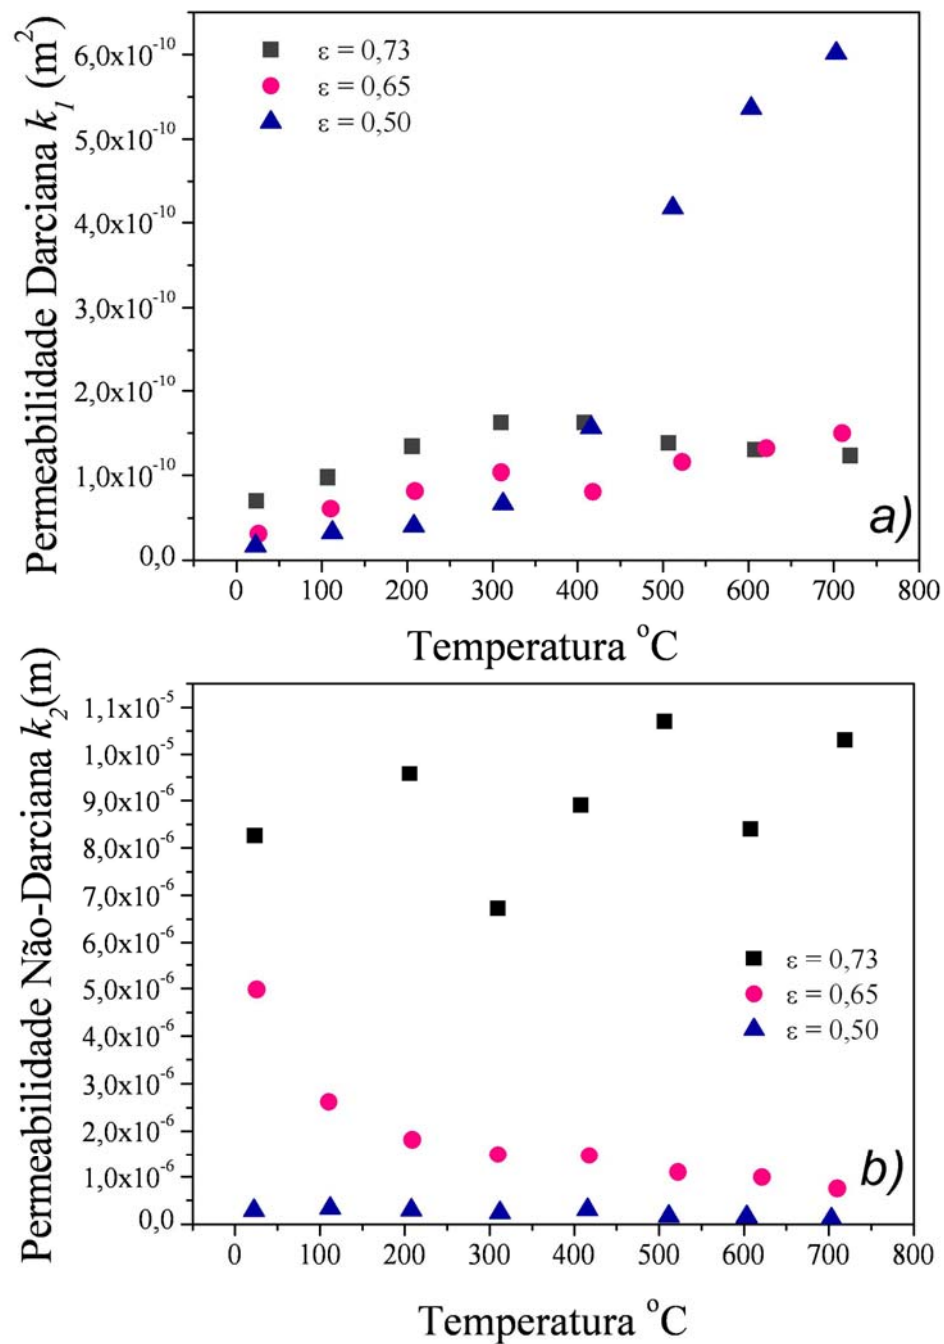 Permeabilidade Darciana k₁ (m²)
6,0x10⁻¹⁰
5,0x10⁻¹⁰
4,0x10⁻¹⁰
3,0x10⁻¹⁰
2,0x10⁻¹⁰
1,0x10⁻¹⁰
0,0
ε = 0,73
ε = 0,65
ε = 0,50
a)
0 100 200 300 400 500 600 700 800
Temperatura °C
Permeabilidade Não-Darciana k₂(m)
1,1x10⁻⁵
1,0x10⁻⁵
9,0x10⁻⁶
8,0x10⁻⁶
7,0x10⁻⁶
6,0x10⁻⁶
5,0x10⁻⁶
4,0x10⁻⁶
3,0x10⁻⁶
2,0x10⁻⁶
1,0x10⁻⁶
0,0
ε = 0,73
ε = 0,65
ε = 0,50
b)
0 100 200 300 400 500 600 700 800
Temperatura °C